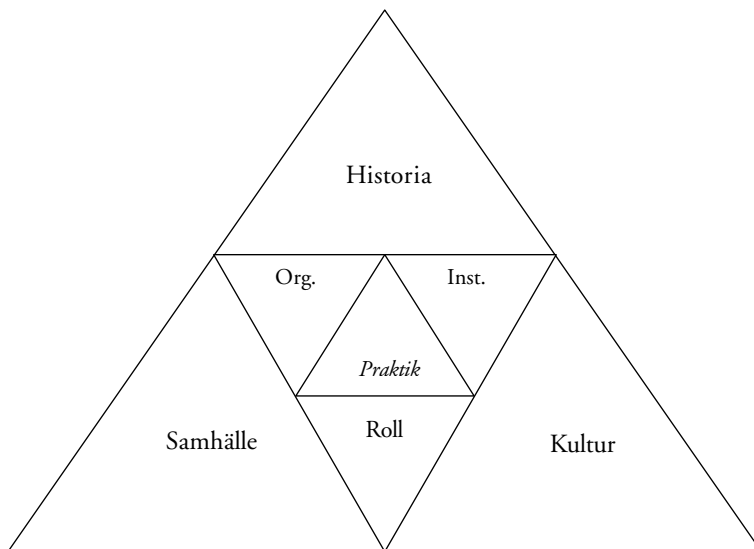 Historia
Org.
Inst.
Praktik
Roll
Samhälle
Kultur